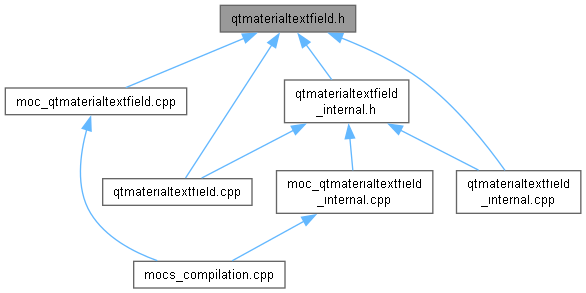 qtmaterialtextfield.h
moc_qtmaterialtextfield.cpp
qtmaterialtextfield
_internal.h
qtmaterialtextfield.cpp
moc_qtmaterialtextfield
_internal.cpp
qtmaterialtextfield
_internal.cpp
mocs_compilation.cpp